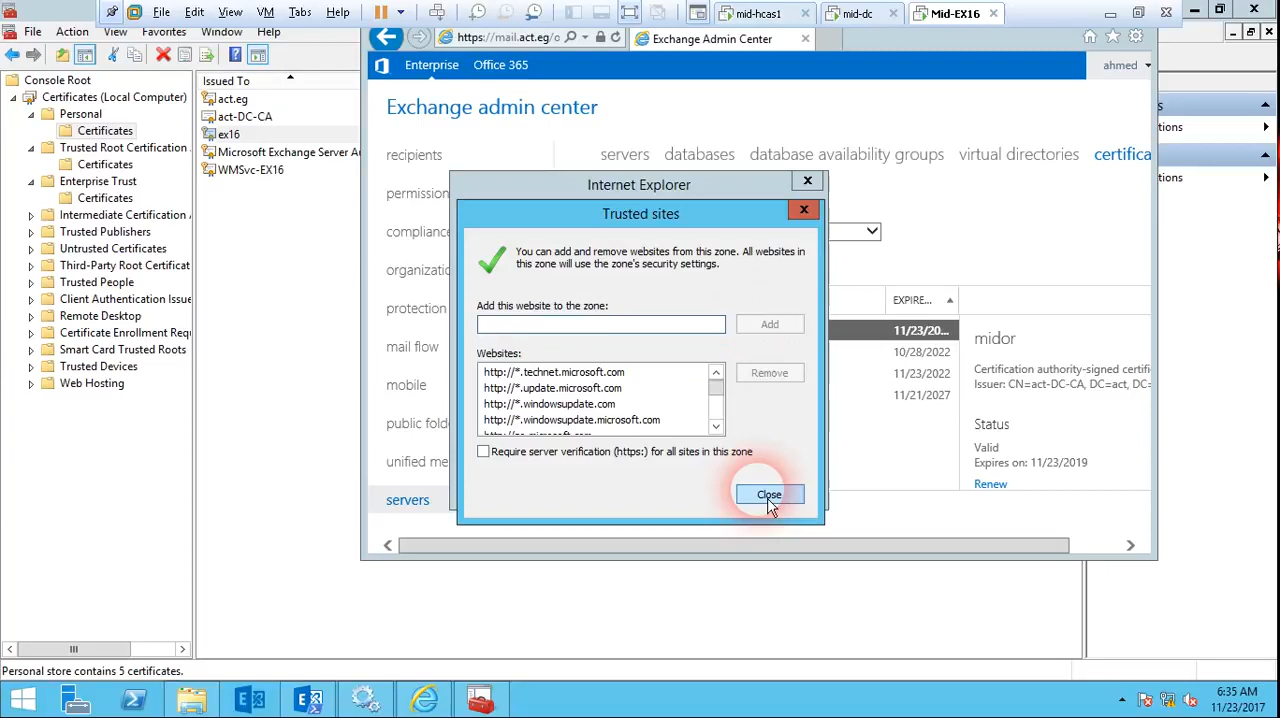 File Edit View VM Tabs Help
mid-hcas1
mid-dc
Mid-EX16
File Action View Favorites Window Help
Console Root
Certificates (Local Computer)
Personal
Certificates
Trusted Root Certification
Certificates
Enterprise Trust
Certificates
Intermediate Certification A
Trusted Publishers
Untrusted Certificates
Third-Party Root Certificat
Trusted People
Client Authentication Issue
Remote Desktop
Certificate Enrollment Requ
Smart Card Trusted Roots
Trusted Devices
Web Hosting
Issued To
act.eg
act-DC-CA
ex16
Microsoft Exchange Server Au
WMSvc-EX16
https://mail.act.eg/o
Exchange Admin Center
Enterprise Office 365
ahmed
Exchange admin center
recipients
permission
compliance
organizatio
protection
mail flow
mobile
public fold
unified me
servers
servers databases database availability groups virtual directories certifica
Internet Explorer
Trusted sites
You can add and remove websites from this zone. All websites in
this zone will use the zone's security settings.
Add this website to the zone:
Add
Websites:
http://*.technet.microsoft.com
http://*.update.microsoft.com
http://*.windowsupdate.com
http://*.windowsupdate.microsoft.com
Remove
Require server verification (https:) for all sites in this zone
Close
EXPIRE...
11/23/20...
10/28/2022
11/23/2022
11/21/2027
midor
Certification authority-signed certif
Issuer: CN=act-DC-CA, DC=act, DC=
Status
Valid
Expires on: 11/23/2019
Renew
s
tions
tions
Personal store contains 5 certificates.
6:35 AM
11/23/2017